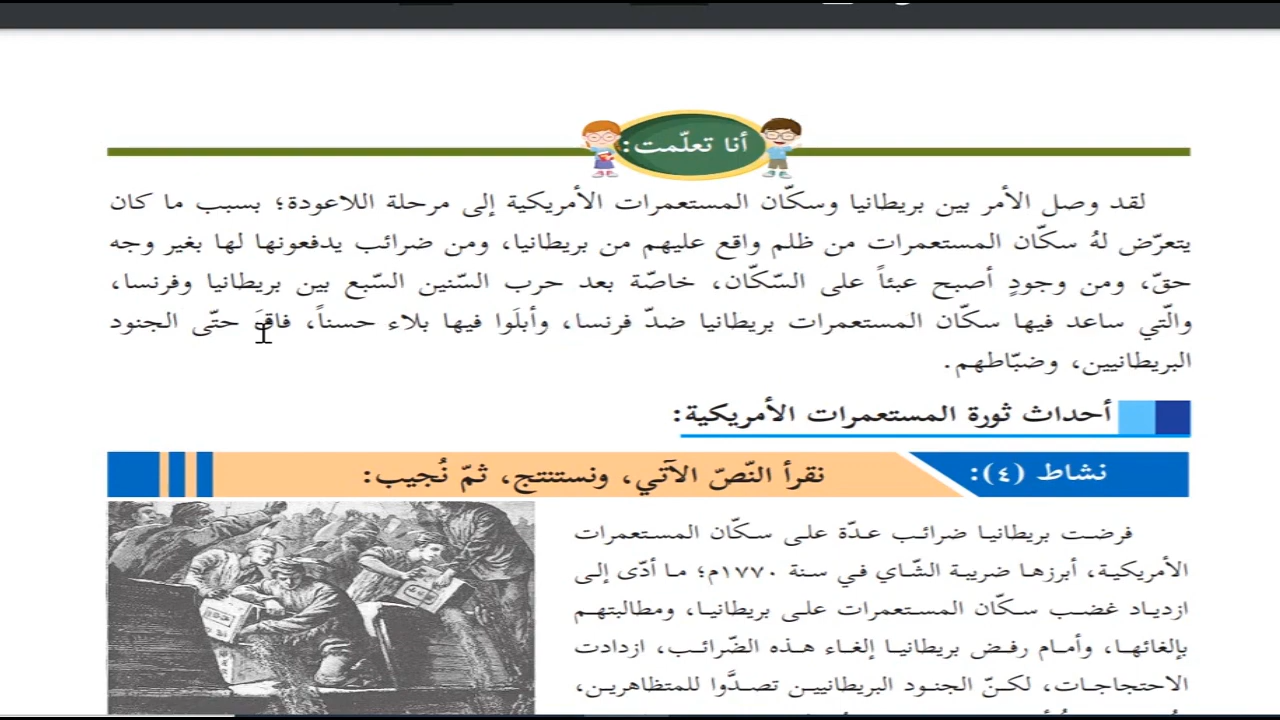 أنا تعلّمت:
لقد وصل الأمر بين بريطانيا وسكّان المستعمرات الأمريكية إلى مرحلة اللاعودة؛ بسبب ما كان
يتعرّض لهُ سكّان المستعمرات من ظلم واقع عليهم من بريطانيا، ومن ضرائب يدفعونها لها بغير وجه
حقّ، ومن وجودٍ أصبح عبئاً على السّكّان، خاصّة بعد حرب السّنين السّبع بين بريطانيا وفرنسا،
والّتي ساعد فيها سكّان المستعمرات بريطانيا ضدّ فرنسا، وأبلَوا فيها بلاء حسناً، فاقَ حتّى الجنود
البريطانيين، وضبّاطهم.
أحداث ثورة المستعمرات الأمريكية:
نشاط (٤):
نقرأ النّصّ الآتي، ونستنتج، ثمّ نُجيب:
فرضت بريطانيا ضرائب عدّة على سكّان المستعمرات
الأمريكية، أبرزها ضريبة الشّاي في سنة ١٧٧٠م؛ ما أدّى إلى
ازدياد غضب سكّان المستعمرات على بريطانيا، ومطالبتهم
بإلغائها، وأمام رفض بريطانيا إلغاء هذه الضّرائب، ازدادت
الاحتجاجات، لكنّ الجنود البريطانيين تصدَّوا للمتظاهرين،